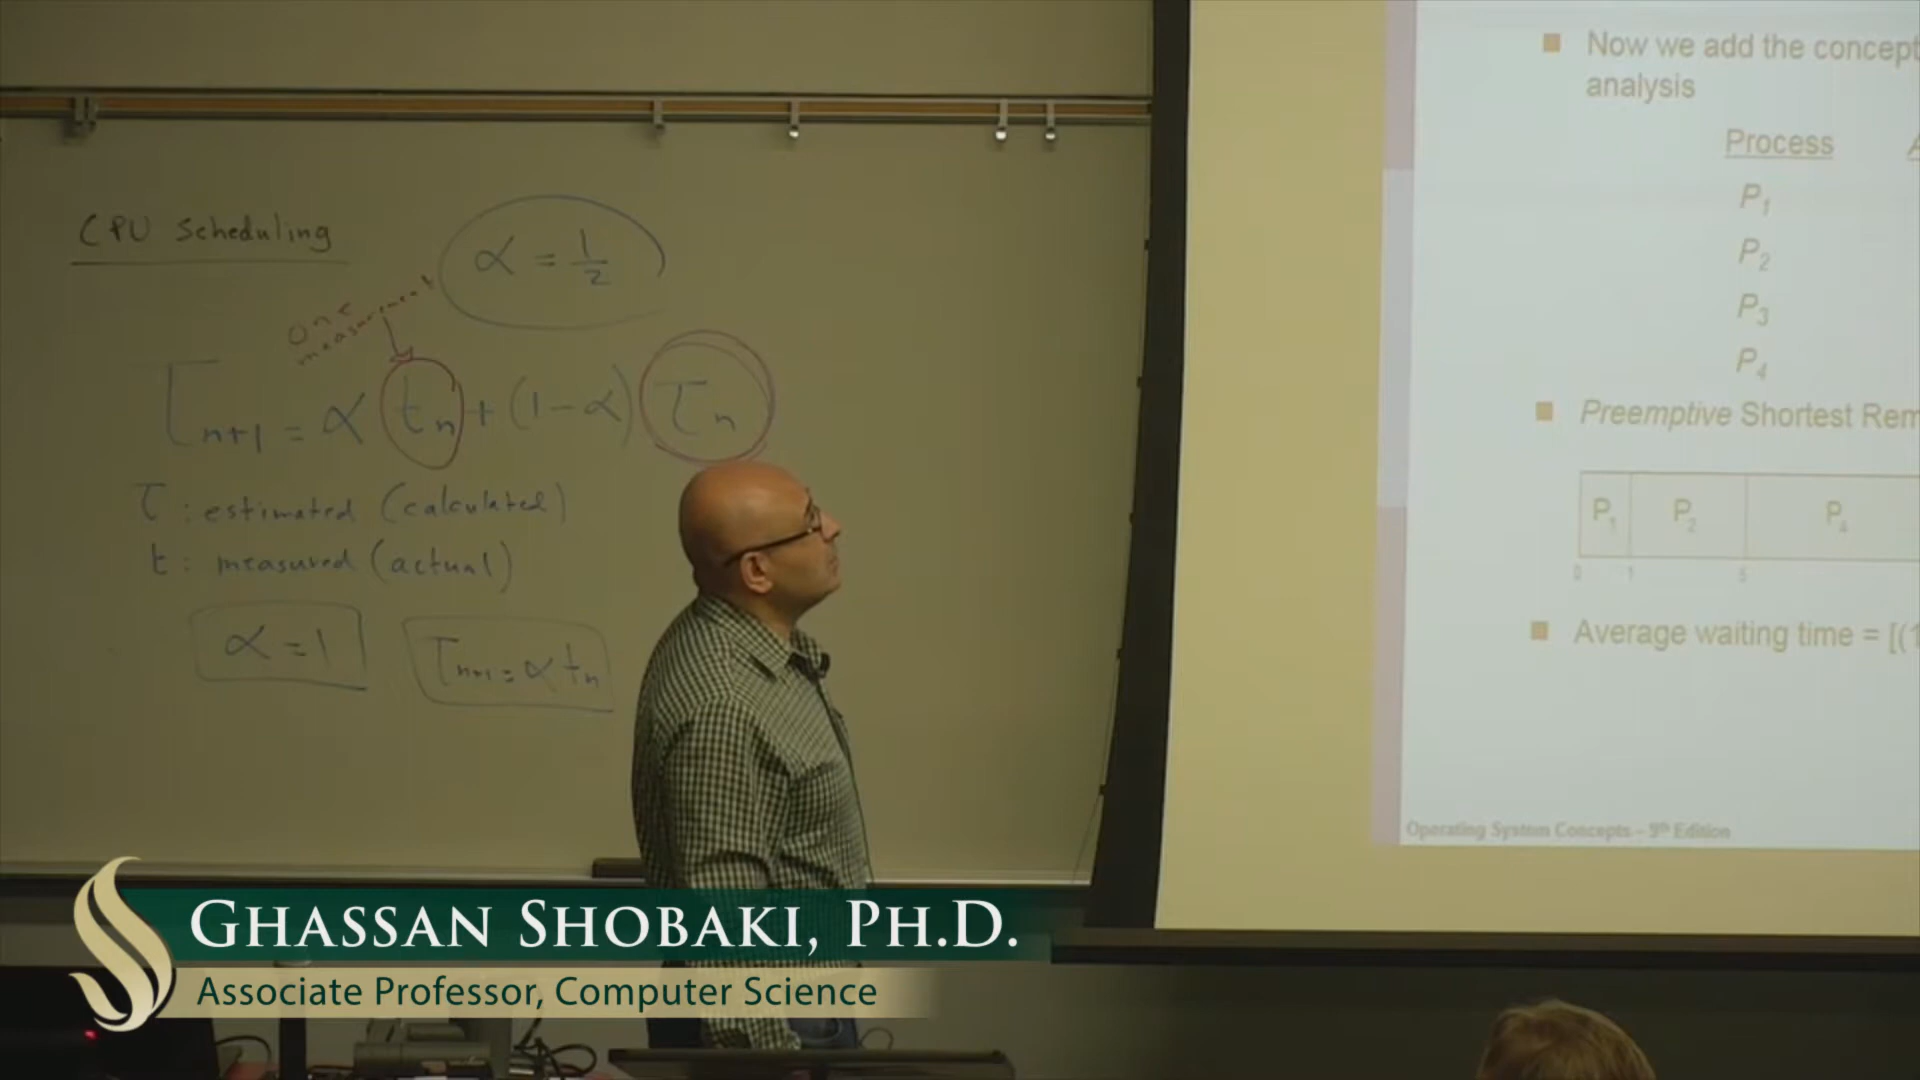 CPU Scheduling
α = 1/2
one
measurement
τn+1 = α tn + (1-α) τn
τ : estimated (calculated)
t : measured (actual)
α = 1
τn+1 = α tn
Now we add the concept
analysis
Process
P1
P2
P3
P4
Preemptive Shortest Rem
P1 P2 P4
0 1 5
Average waiting time = [(1
Operating System Concepts – 9th Edition
GHASSAN SHOBAKI, PH.D.
Associate Professor, Computer Science